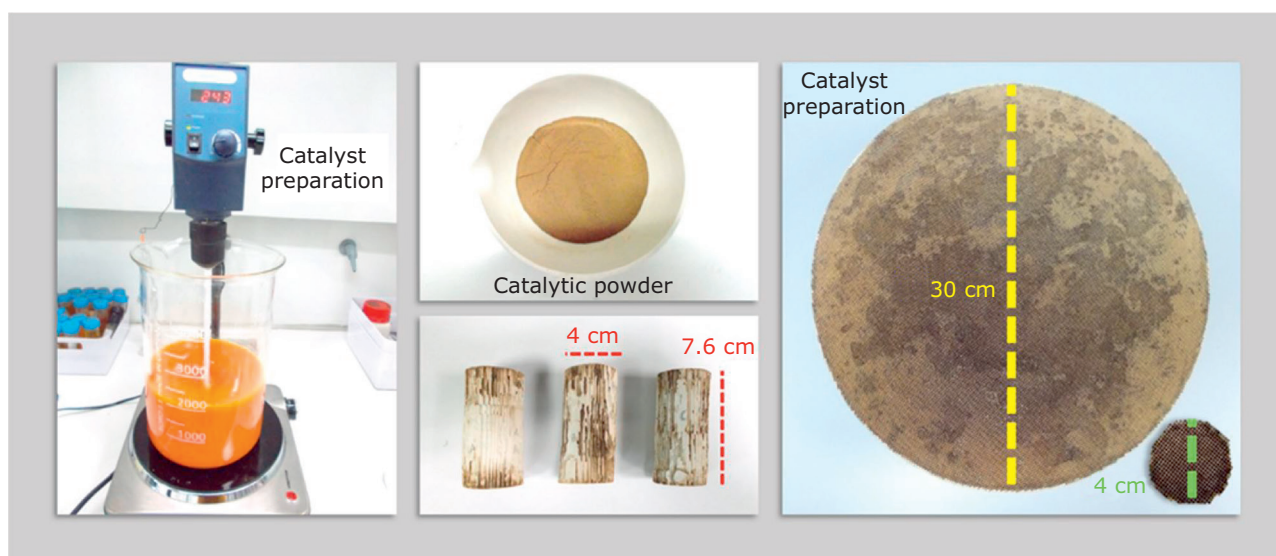 243
Catalyst
preparation
3000
2000
1000
Catalytic powder
4 cm
7.6 cm
Catalyst
preparation
30 cm
4 cm